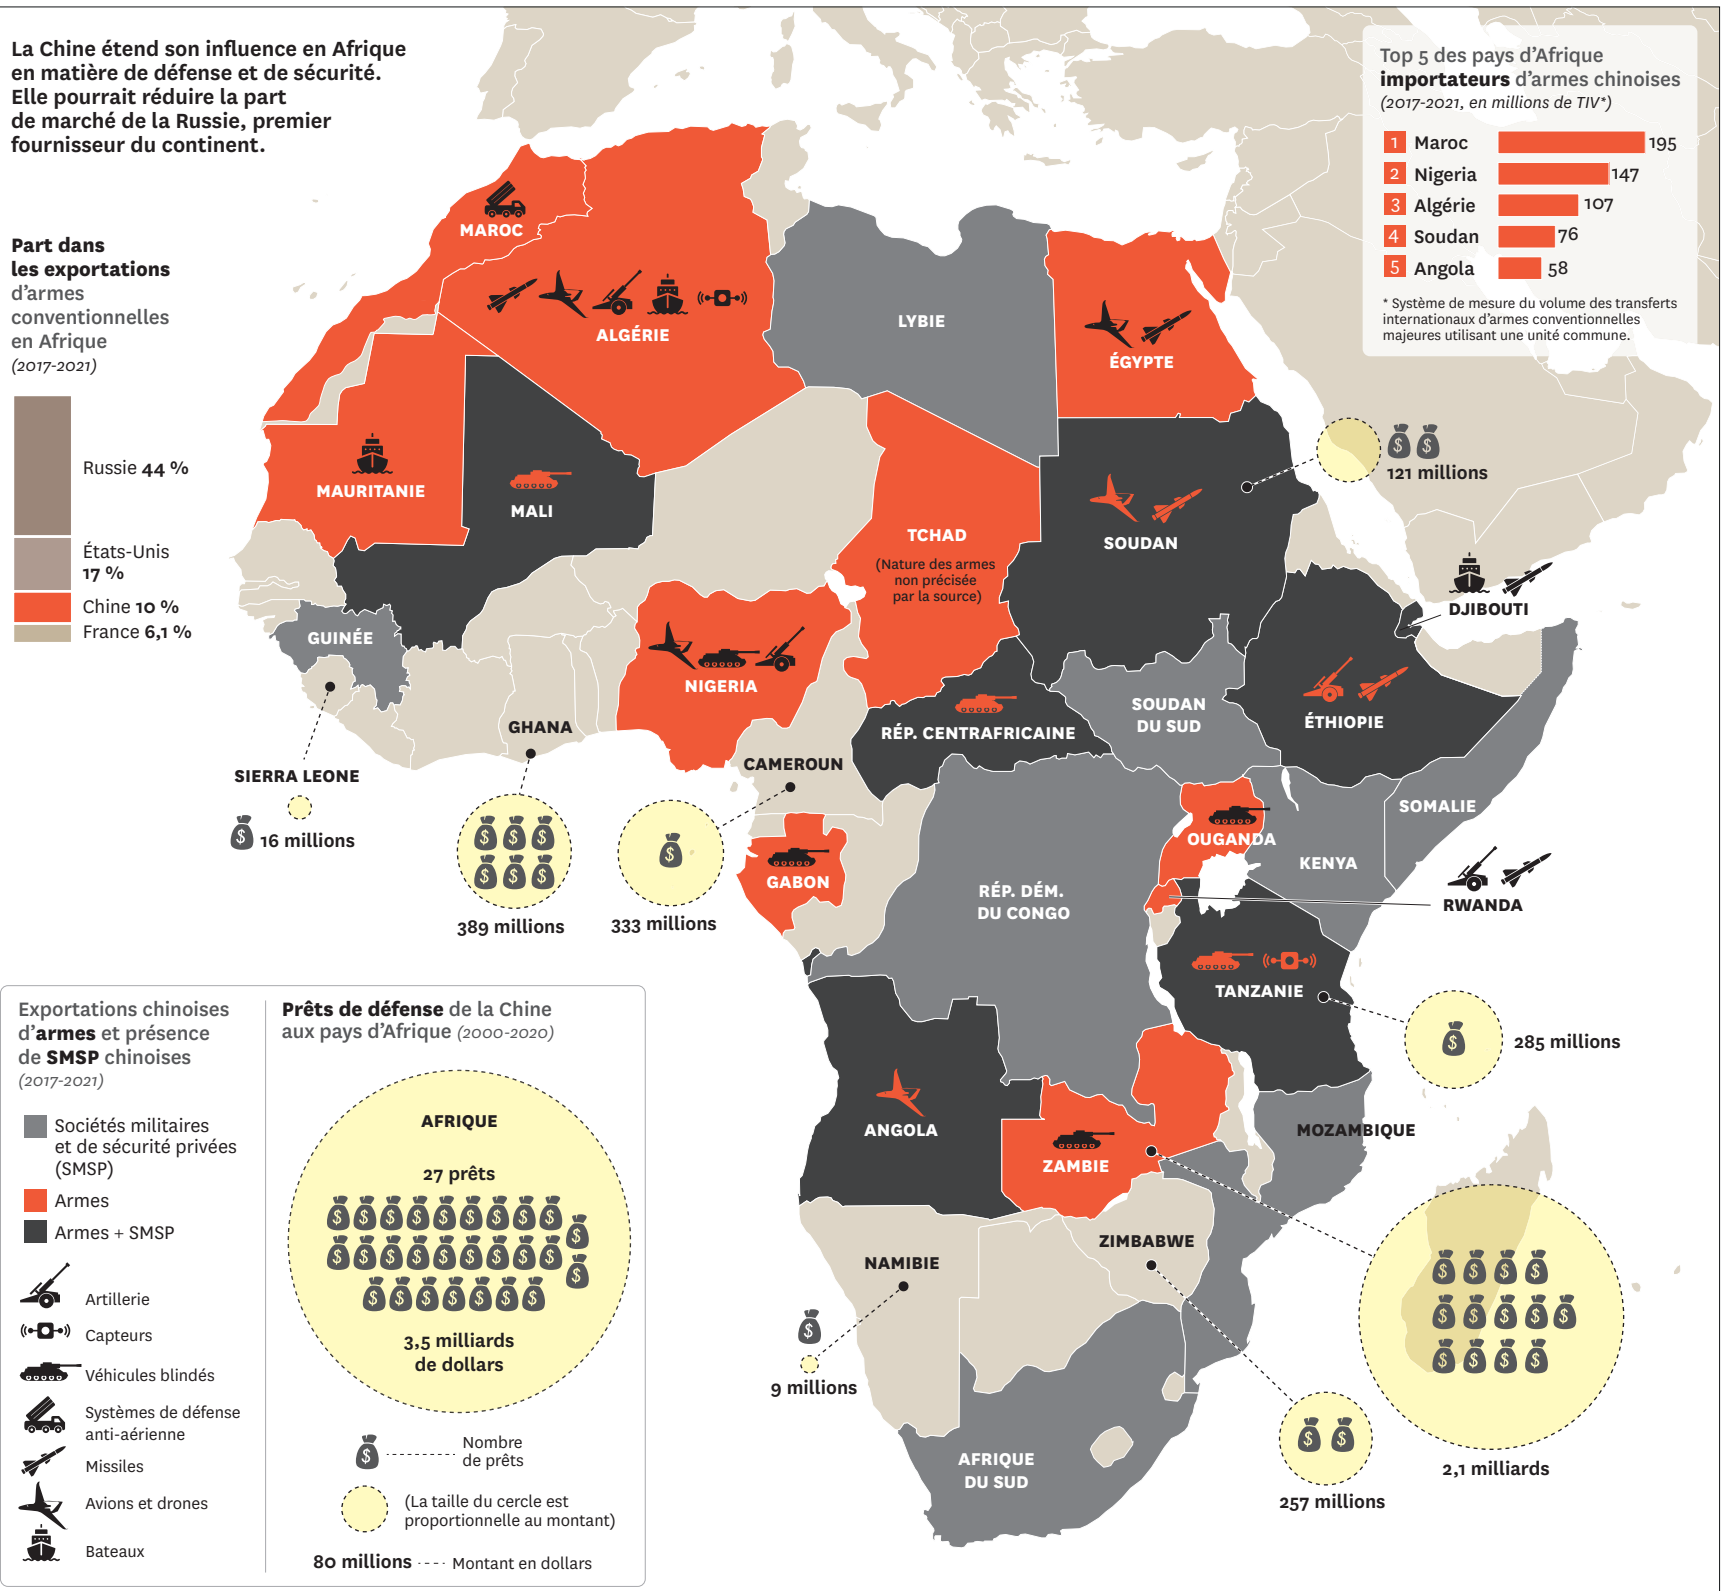 La Chine étend son influence en Afrique
en matière de défense et de sécurité.
Elle pourrait réduire la part
de marché de la Russie, premier
fournisseur du continent.
Part dans
les exportations
d’armes
conventionnelles
en Afrique
(2017-2021)
Russie 44 %
États-Unis
17 %
Chine 10 %
France 6,1 %
Top 5 des pays d’Afrique
importateurs d’armes chinoises
(2017-2021, en millions de TIV*)
1 Maroc 195
2 Nigeria 147
3 Algérie 107
4 Soudan 76
5 Angola 58
* Système de mesure du volume des transferts
internationaux d’armes conventionnelles
majeures utilisant une unité commune.
MAROC
ALGÉRIE
LYBIE
ÉGYPTE
MAURITANIE
MALI
TCHAD
(Nature des armes
non précisée
par la source)
SOUDAN
$ $
121 millions
DJIBOUTI
GUINÉE
NIGERIA
SOUDAN
DU SUD
ÉTHIOPIE
RÉP. CENTRAFRICAINE
GHANA
CAMEROUN
SIERRA LEONE
$ 16 millions
$ $ $
$ $ $
389 millions
$
333 millions
GABON
OUGANDA
SOMALIE
KENYA
RÉP. DÉM.
DU CONGO
RWANDA
TANZANIE
$
285 millions
ANGOLA
ZAMBIE
MOZAMBIQUE
NAMIBIE
ZIMBABWE
$
9 millions
AFRIQUE
DU SUD
$ $
257 millions
$ $ $ $
$ $ $ $ $
$ $ $ $
2,1 milliards
Exportations chinoises
d’armes et présence
de SMSP chinoises
(2017-2021)
Sociétés militaires
et de sécurité privées
(SMSP)
Armes
Armes + SMSP
Artillerie
Capteurs
Véhicules blindés
Systèmes de défense
anti-aérienne
Missiles
Avions et drones
Bateaux
Prêts de défense de la Chine
aux pays d’Afrique (2000-2020)
AFRIQUE
27 prêts
$ $ $ $ $ $ $ $ $ $
$ $ $ $ $ $ $ $ $ $
$ $ $ $ $ $ $
3,5 milliards
de dollars
$ Nombre
de prêts
(La taille du cercle est
proportionnelle au montant)
80 millions Montant en dollars